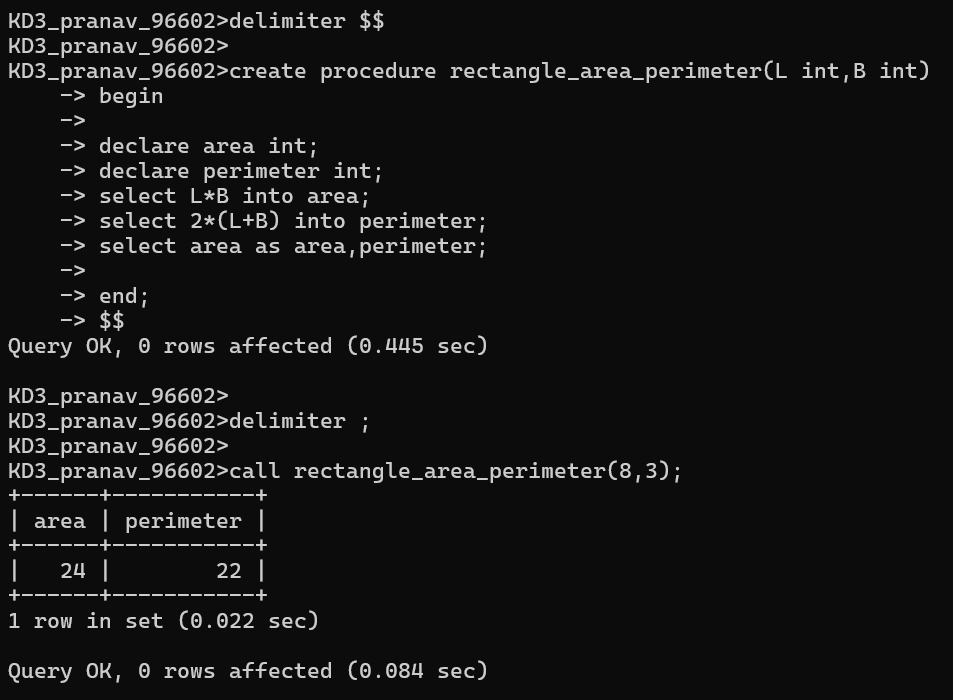 KD3_pranav_96602>delimiter $$
KD3_pranav_96602>
KD3_pranav_96602>create procedure rectangle_area_perimeter(L int,B int)
    -> begin
    ->
    -> declare area int;
    -> declare perimeter int;
    -> select L*B into area;
    -> select 2*(L+B) into perimeter;
    -> select area as area,perimeter;
    ->
    -> end;
    -> $$
Query OK, 0 rows affected (0.445 sec)

KD3_pranav_96602>
KD3_pranav_96602>delimiter ;
KD3_pranav_96602>
KD3_pranav_96602>call rectangle_area_perimeter(8,3);
+------+-----------+
| area | perimeter |
+------+-----------+
|   24 |        22 |
+------+-----------+
1 row in set (0.022 sec)

Query OK, 0 rows affected (0.084 sec)